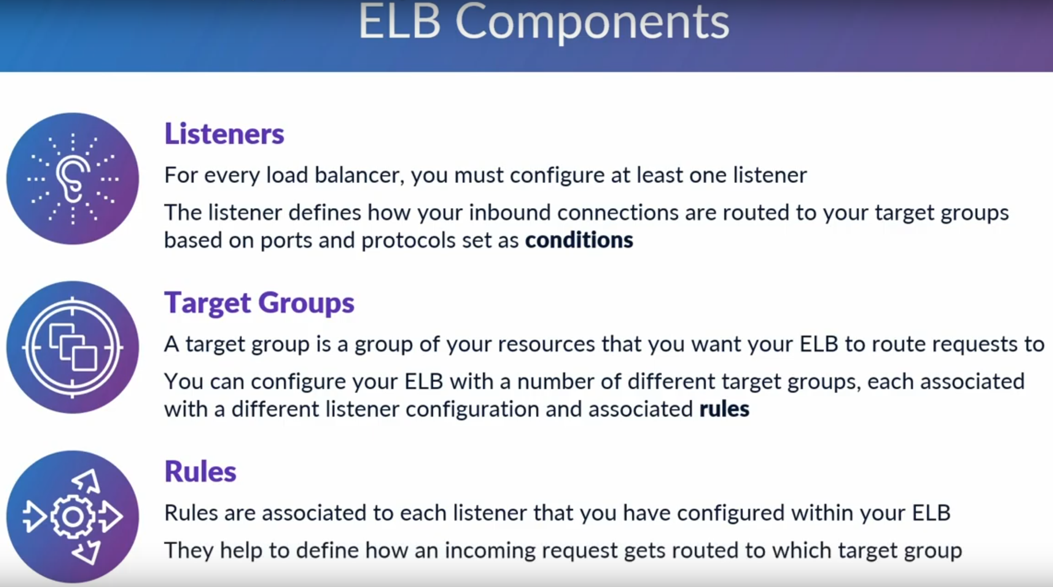 ELB Components
Listeners
For every load balancer, you must configure at least one listener
The listener defines how your inbound connections are routed to your target groups
based on ports and protocols set as conditions
Target Groups
A target group is a group of your resources that you want your ELB to route requests to
You can configure your ELB with a number of different target groups, each associated
with a different listener configuration and associated rules
Rules
Rules are associated to each listener that you have configured within your ELB
They help to define how an incoming request gets routed to which target group